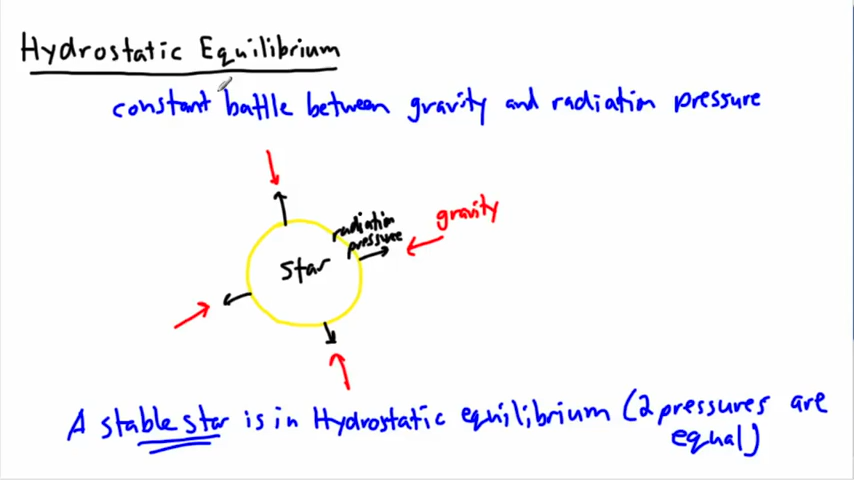 Hydrostatic Equilibrium
constant battle between gravity and radiation pressure
gravity
radiation
pressure
Star
A stable star is in Hydrostatic equilibrium (2 pressures are
equal)